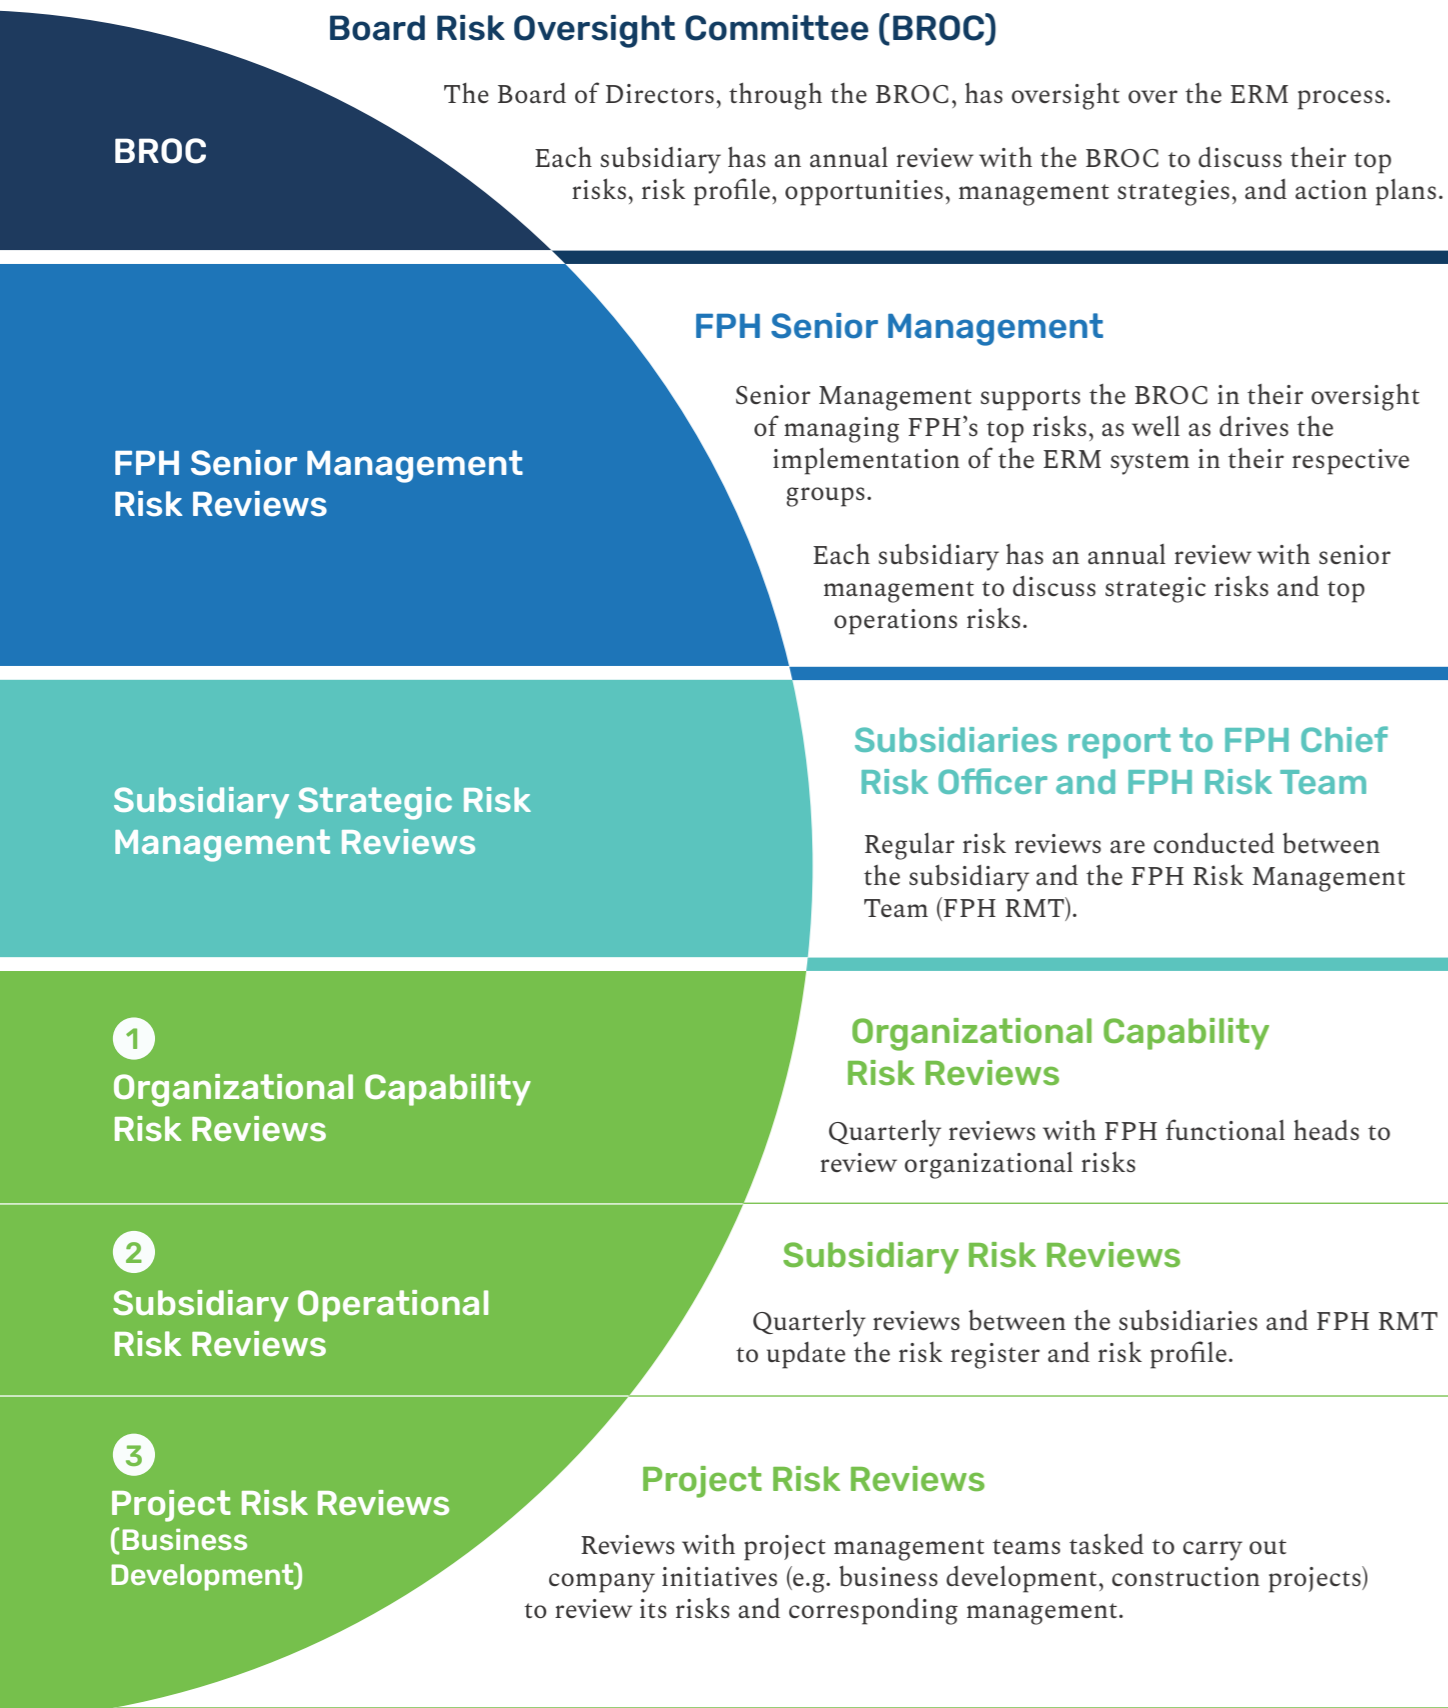 Board Risk Oversight Committee (BROC)
The Board of Directors, through the BROC, has oversight over the ERM process.
BROC
Each subsidiary has an annual review with the BROC to discuss their top
risks, risk profile, opportunities, management strategies, and action plans.
FPH Senior Management
Senior Management supports the BROC in their oversight
of managing FPH’s top risks, as well as drives the
implementation of the ERM system in their respective
groups.
FPH Senior Management
Risk Reviews
Each subsidiary has an annual review with senior
management to discuss strategic risks and top
operations risks.
Subsidiaries report to FPH Chief
Risk Officer and FPH Risk Team
Subsidiary Strategic Risk
Management Reviews
Regular risk reviews are conducted between
the subsidiary and the FPH Risk Management
Team (FPH RMT).
1
Organizational Capability
Risk Reviews
Organizational Capability
Risk Reviews
Quarterly reviews with FPH functional heads to
review organizational risks
2
Subsidiary Operational
Risk Reviews
Subsidiary Risk Reviews
Quarterly reviews between the subsidiaries and FPH RMT
to update the risk register and risk profile.
3
Project Risk Reviews
(Business
Development)
Project Risk Reviews
Reviews with project management teams tasked to carry out
company initiatives (e.g. business development, construction projects)
to review its risks and corresponding management.